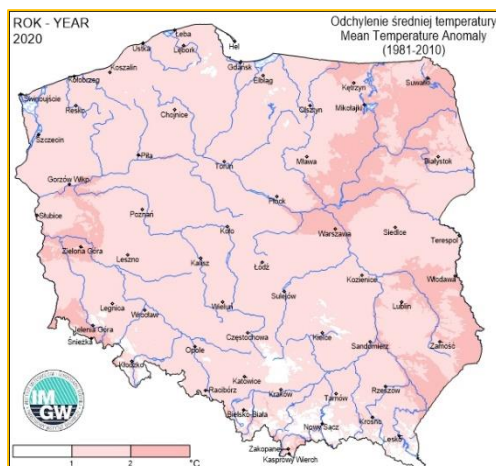 ROK - YEAR
2020
Odchylenie średniej temperatury
Mean Temperature Anomaly
(1981-2010)
Łeba
Ustka
Lębork
Hel
Koszalin
Gdańsk
Kołobrzeg
Elbląg
Kętrzyn
Suwałki
Świnoujście
Resko
Chojnice
Olsztyn
Mikołajki
Szczecin
Piła
Toruń
Mława
Białystok
Gorzów Wlkp.
Płock
Słubice
Poznań
Koło
Warszawa
Siedlce
Terespol
Zielona Góra
Leszno
Kalisz
Łódź
Kozienice
Włodawa
Legnica
Wrocław
Wieluń
Sulejów
Lublin
Jelenia Góra
Śnieżka
Częstochowa
Kielce
Sandomierz
Zamość
Kłodzko
Opole
Racibórz
Katowice
Kraków
Tarnów
Rzeszów
Bielsko-Biała
Nowy Sącz
Krosno
Lesko
Zakopane
Kasprowy Wierch
IM
GW
1 2 °C